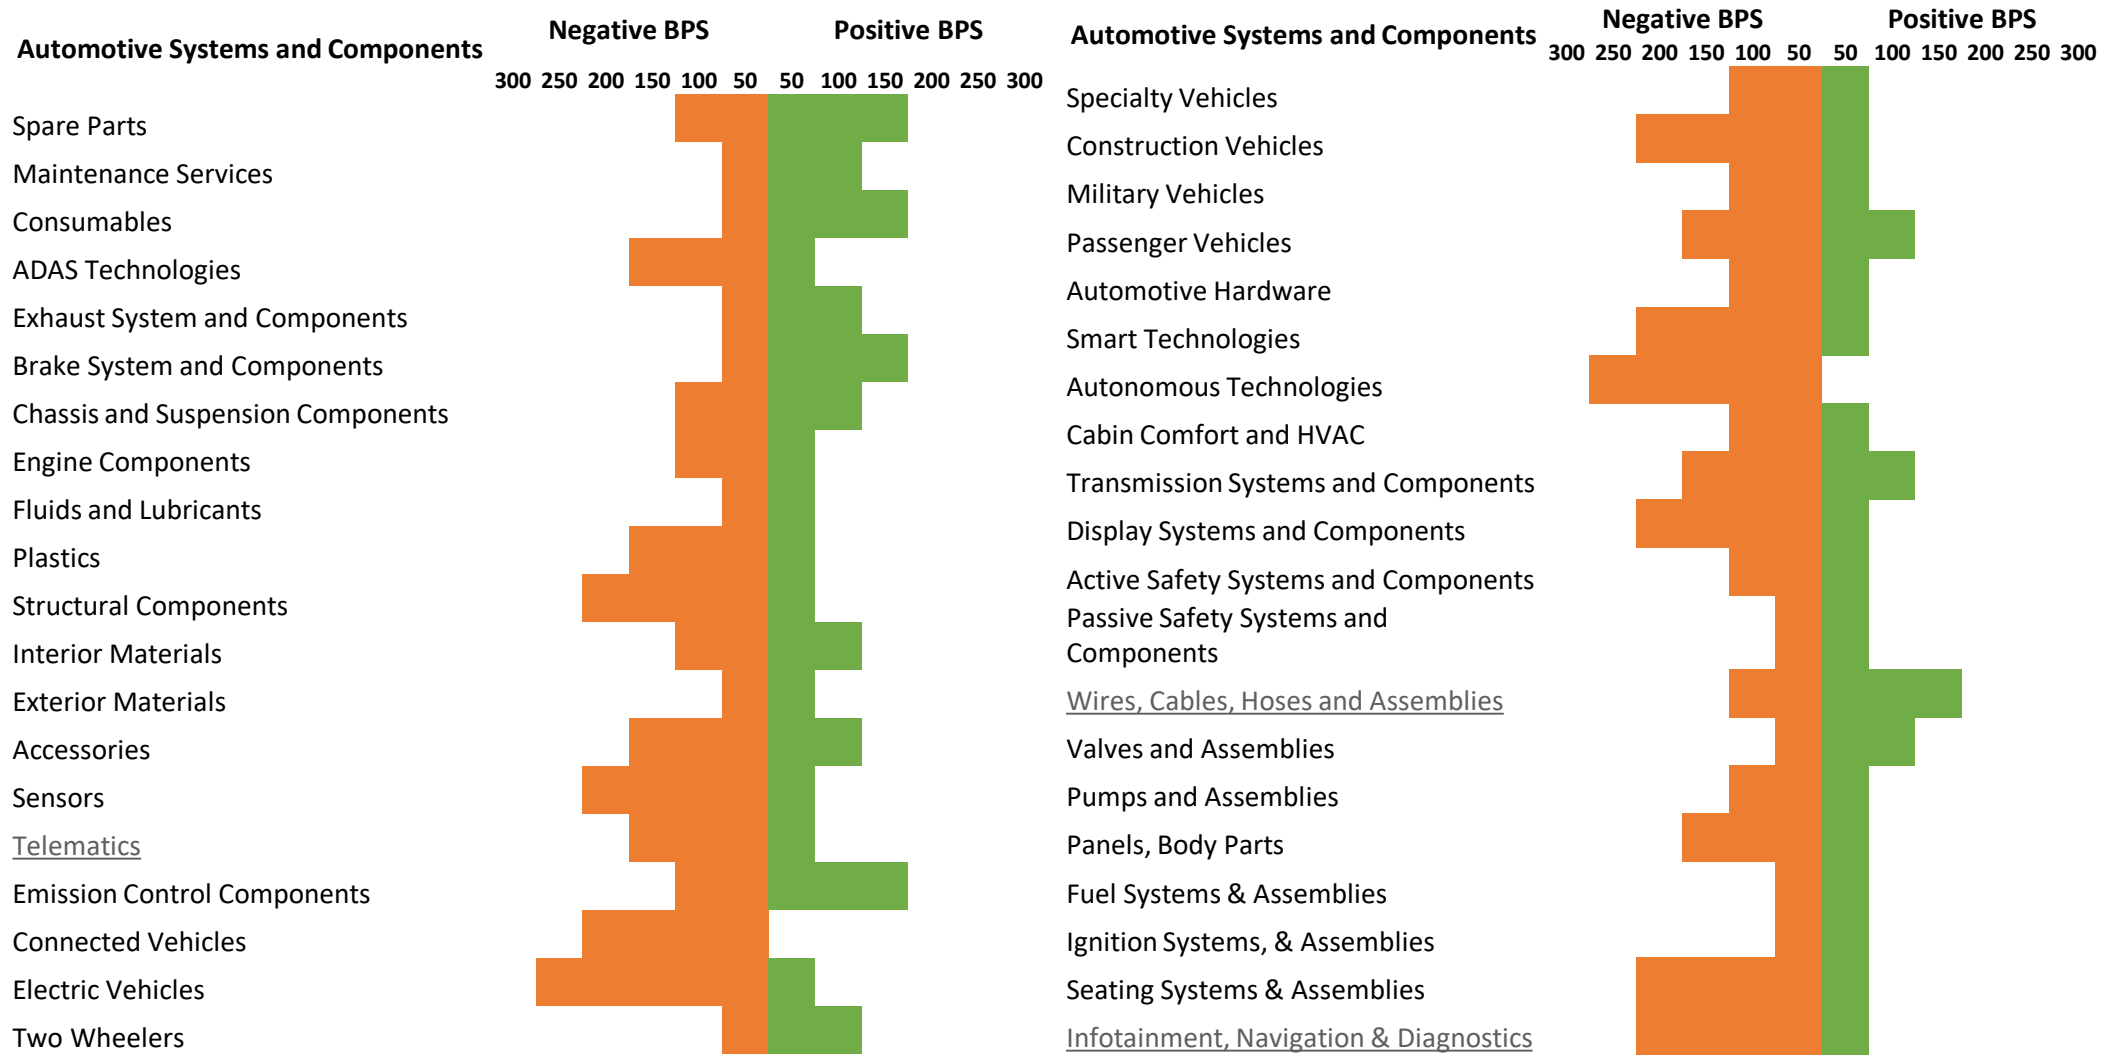 Automotive Systems and Components
Negative BPS
Positive BPS
300 250 200 150 100 50 50 100 150 200 250 300
Spare Parts
Maintenance Services
Consumables
ADAS Technologies
Exhaust System and Components
Brake System and Components
Chassis and Suspension Components
Engine Components
Fluids and Lubricants
Plastics
Structural Components
Interior Materials
Exterior Materials
Accessories
Sensors
Telematics
Emission Control Components
Connected Vehicles
Electric Vehicles
Two Wheelers
Automotive Systems and Components
Negative BPS
Positive BPS
300 250 200 150 100 50 50 100 150 200 250 300
Specialty Vehicles
Construction Vehicles
Military Vehicles
Passenger Vehicles
Automotive Hardware
Smart Technologies
Autonomous Technologies
Cabin Comfort and HVAC
Transmission Systems and Components
Display Systems and Components
Active Safety Systems and Components
Passive Safety Systems and
Components
Wires, Cables, Hoses and Assemblies
Valves and Assemblies
Pumps and Assemblies
Panels, Body Parts
Fuel Systems & Assemblies
Ignition Systems, & Assemblies
Seating Systems & Assemblies
Infotainment, Navigation & Diagnostics